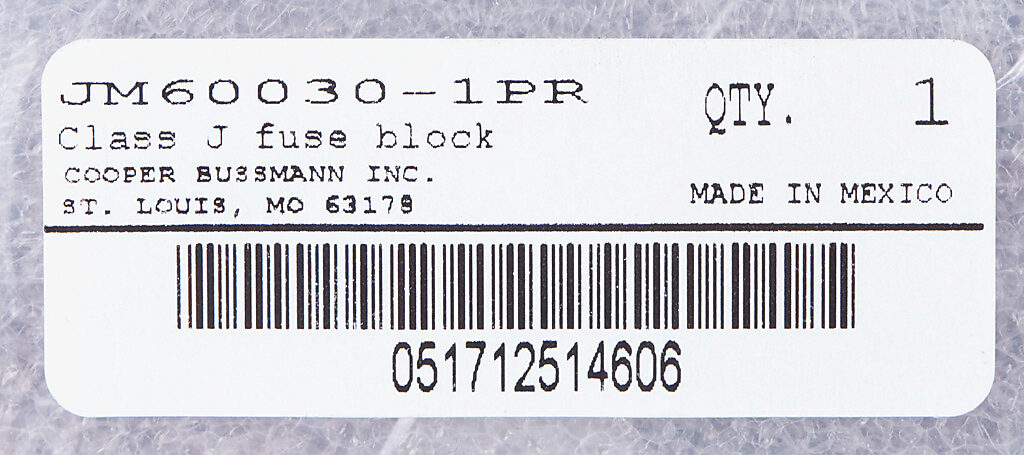 JM60030-1PR
QTY. 1
Class J fuse block
COOPER BUSSMANN INC.
ST. LOUIS, MO 63178
MADE IN MEXICO
051712514606